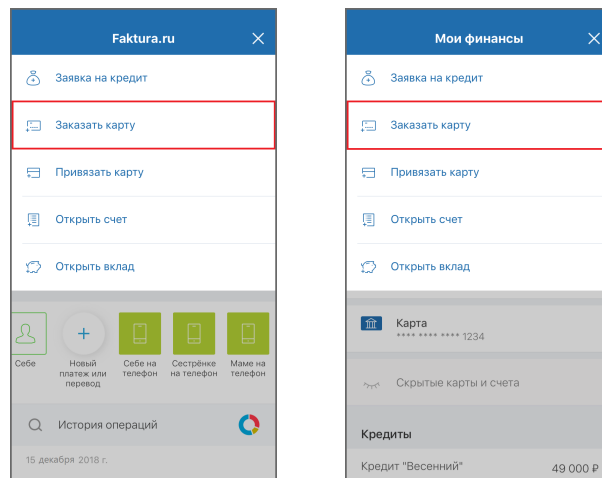 Faktura.ru
Заявка на кредит
Заказать карту
Привязать карту
Открыть счет
Открыть вклад
Себе
Новый
платеж или
перевод
Себе на
телефон
Сестрёнке
на телефон
Маме на
телефон
История операций
15 декабря 2018 г.
Мои финансы
Заявка на кредит
Заказать карту
Привязать карту
Открыть счет
Открыть вклад
Карта
**** **** **** 1234
Скрытые карты и счета
Кредиты
Кредит "Весенний" 49 000 ₽